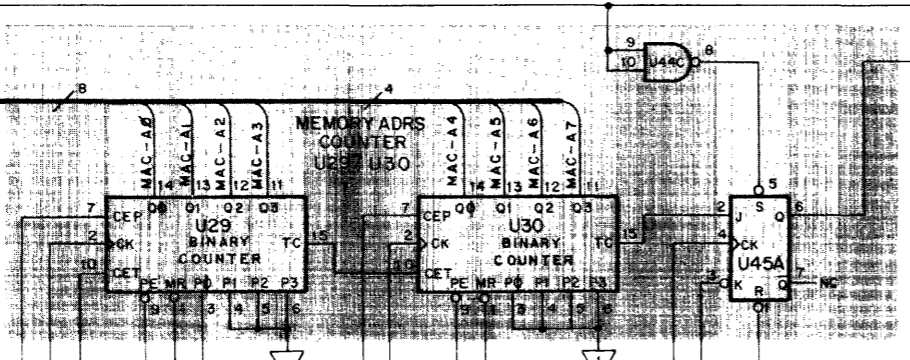 9
10
U44C
8
8
4
MEMORY ADRS
COUNTER
U29, U30
MAC-A0
MAC-A1
MAC-A2
MAC-A3
MAC-A4
MAC-A5
MAC-A6
MAC-A7
14 13 12 11
14 13 12 11
5
7
CEP
Q0 Q1 Q2 Q3
U29
2
CK
BINARY
COUNTER
TC
15
10
CET
PE MR P0 P1 P2 P3
9 1 3 4 5 6
7
CEP
Q0 Q1 Q2 Q3
U30
2
CK
BINARY
COUNTER
TC
15
10
CET
PE MR P0 P1 P2 P3
9 1 3 4 5 6
2
J
S
Q
6
4
CK
U45A
3
K
Q
7
NC
R
1